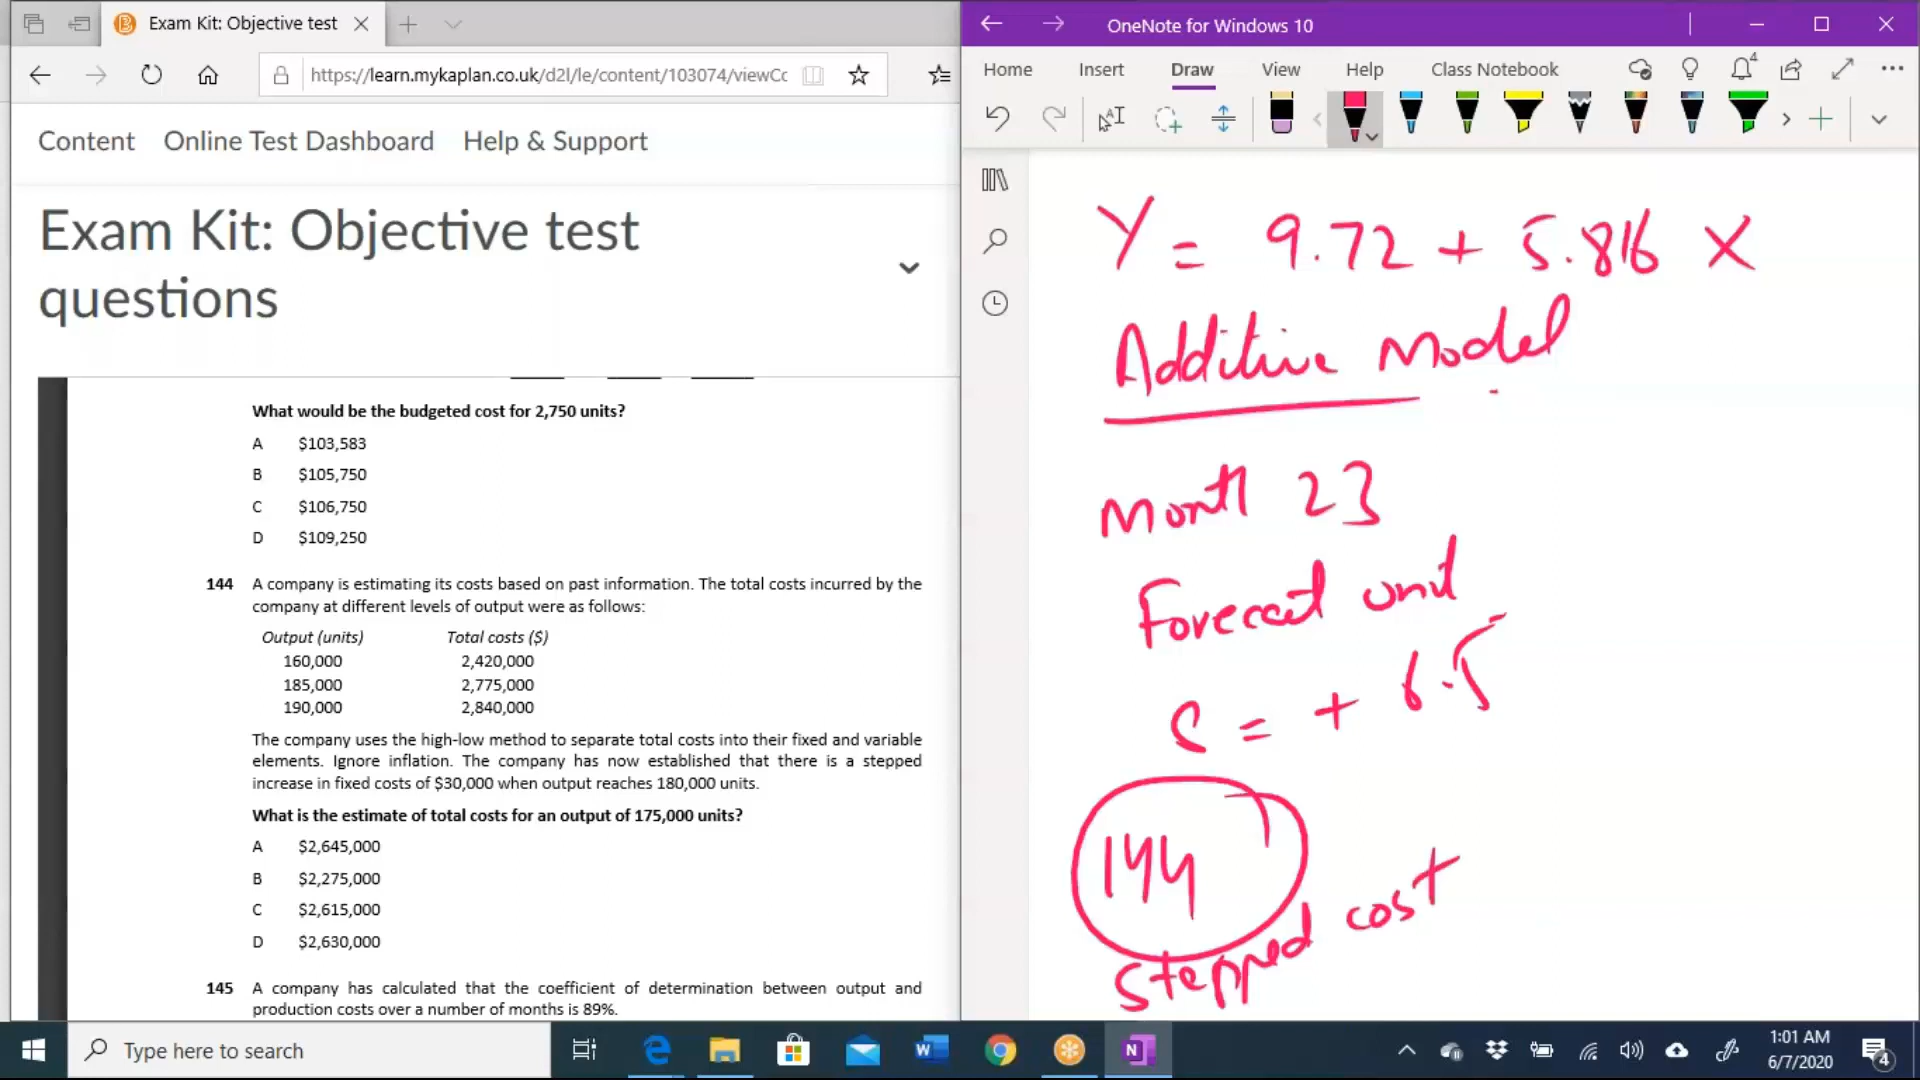 Exam Kit: Objective test
https://learn.mykaplan.co.uk/d2l/le/content/103074/viewCc
Content Online Test Dashboard Help & Support
Exam Kit: Objective test
questions
What would be the budgeted cost for 2,750 units?
A $103,583
B $105,750
C $106,750
D $109,250
144 A company is estimating its costs based on past information. The total costs incurred by the
company at different levels of output were as follows:
Output (units) Total costs ($)
160,000 2,420,000
185,000 2,775,000
190,000 2,840,000
The company uses the high-low method to separate total costs into their fixed and variable
elements. Ignore inflation. The company has now established that there is a stepped
increase in fixed costs of $30,000 when output reaches 180,000 units.
What is the estimate of total costs for an output of 175,000 units?
A $2,645,000
B $2,275,000
C $2,615,000
D $2,630,000
145 A company has calculated that the coefficient of determination between output and
production costs over a number of months is 89%.
OneNote for Windows 10
Home Insert Draw View Help Class Notebook
4
Y = 9.72 + 5.816 X
Additive Model
Month 23
Forecast unit
S = + 6.5
144
Stepped cost
Type here to search
1:01 AM
6/7/2020
4